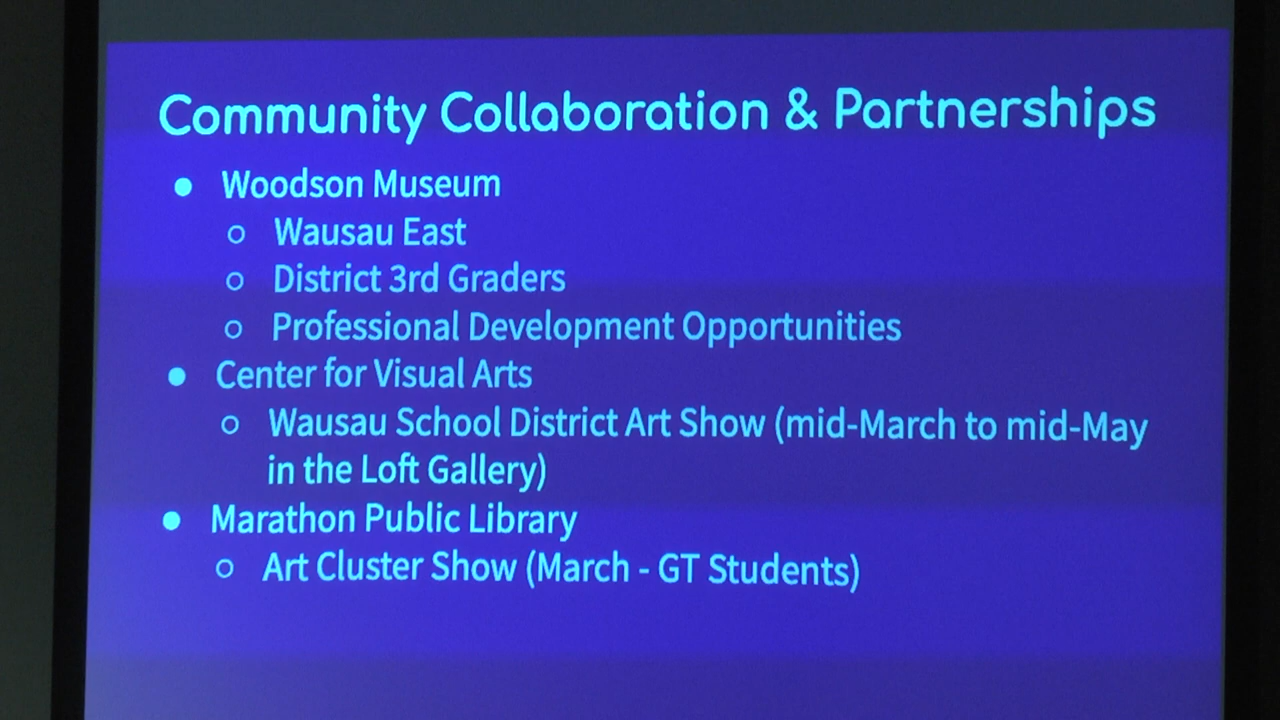 Community Collaboration & Partnerships
● Woodson Museum
○ Wausau East
○ District 3rd Graders
○ Professional Development Opportunities
● Center for Visual Arts
○ Wausau School District Art Show (mid-March to mid-May
in the Loft Gallery)
● Marathon Public Library
○ Art Cluster Show (March - GT Students)